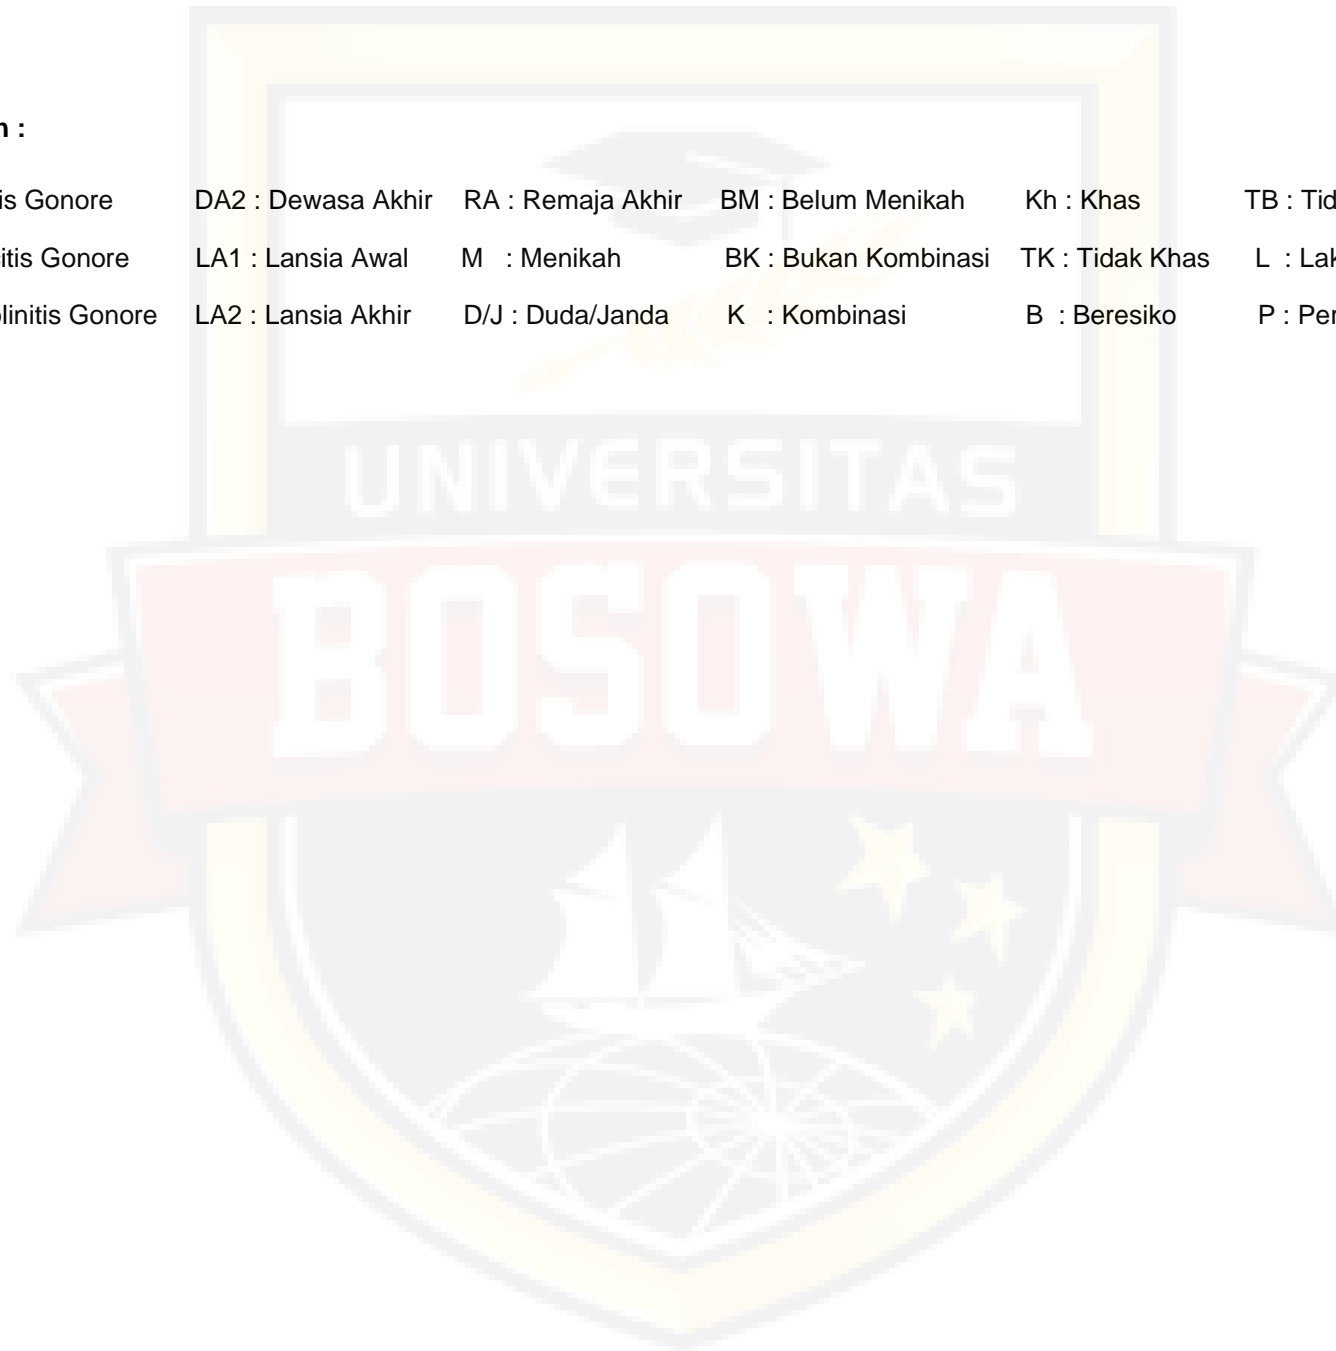 n :
is Gonore DA2 : Dewasa Akhir RA : Remaja Akhir BM : Belum Menikah Kh : Khas TB : Tid
itis Gonore LA1 : Lansia Awal M : Menikah BK : Bukan Kombinasi TK : Tidak Khas L : Lak
linitis Gonore LA2 : Lansia Akhir D/J : Duda/Janda K : Kombinasi B : Beresiko P : Per
UNIVERSITAS
BOSOWA